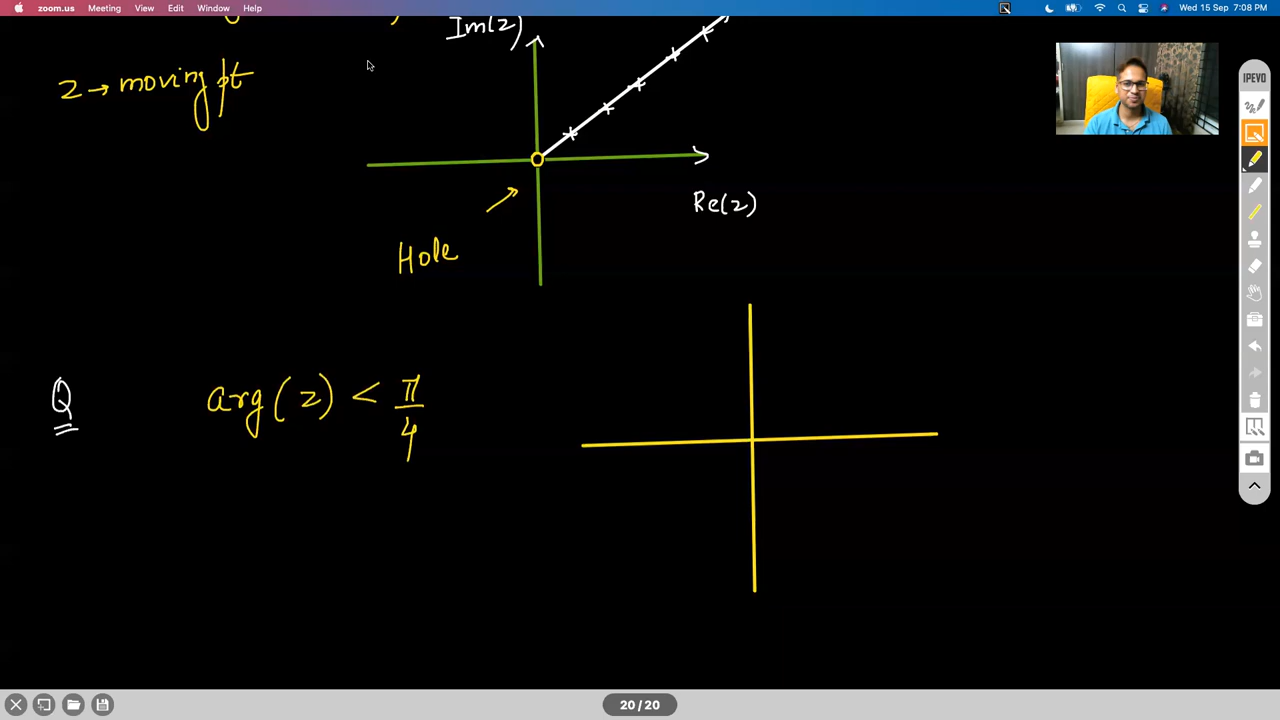 zoom.us Meeting View Edit Window Help
Wed 15 Sep 7:08 PM
Im(z)
z → moving pt
IPEVO
Re(z)
Hole
Q arg(z) < π/4
20/20